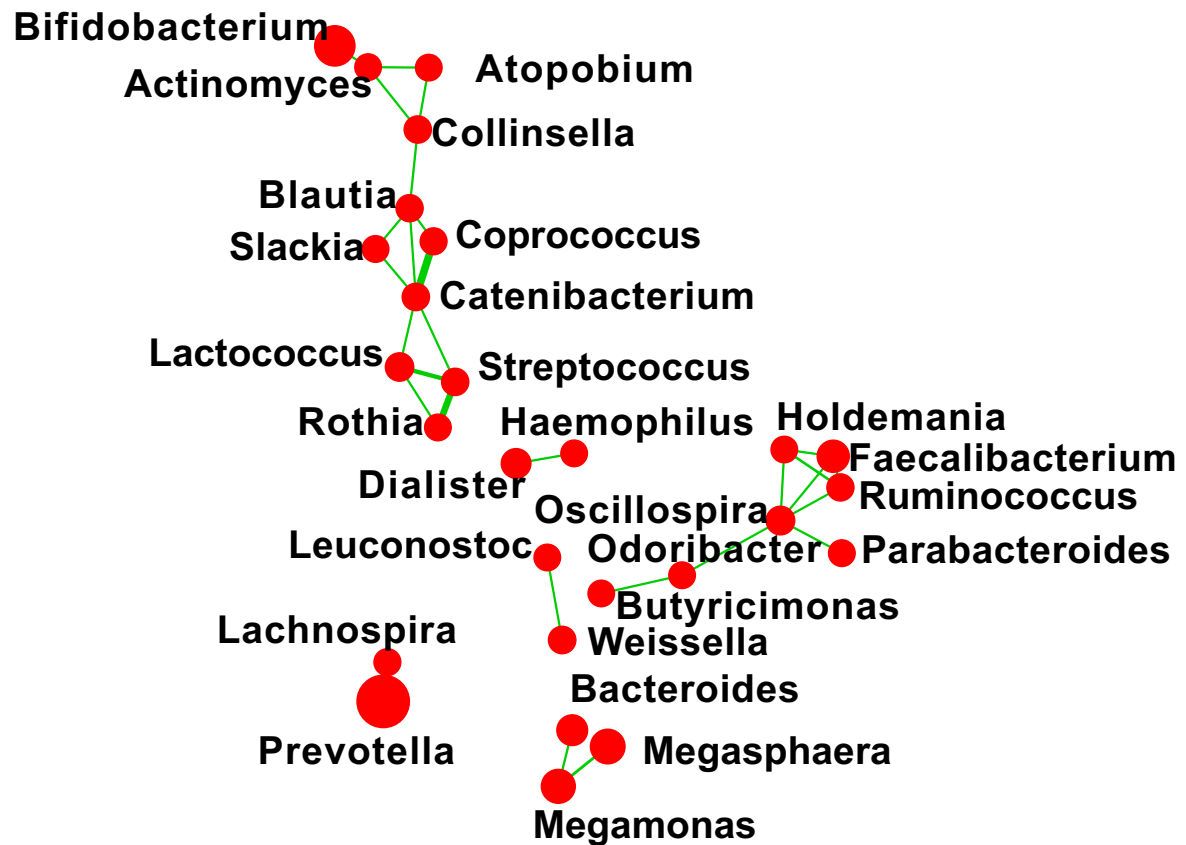 Bifidobacterium
Atopobium
Actinomyces
Collinsella
Blautia
Coprococcus
Slackia
Catenibacterium
Lactococcus
Streptococcus
Rothia
Haemophilus
Holdemania
Faecalibacterium
Dialister
Ruminococcus
Oscillospira
Leuconostoc
Odoribacter
Parabacteroides
Butyricimonas
Lachnospira
Weissella
Bacteroides
Prevotella
Megasphaera
Megamonas